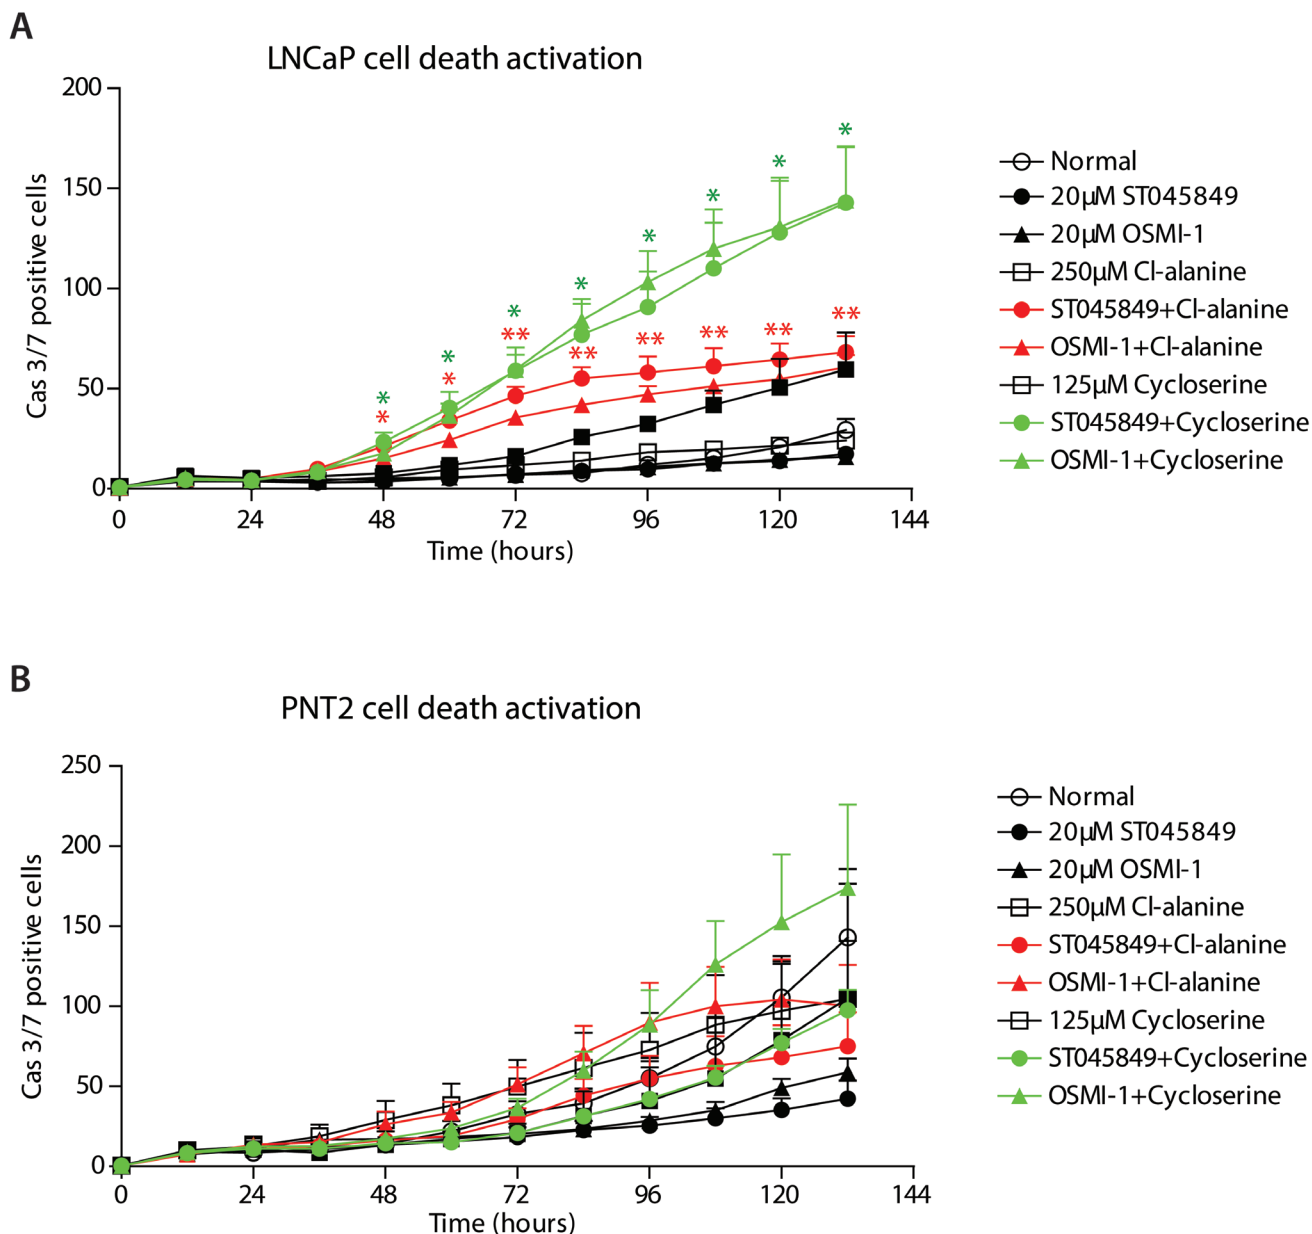 A
LNCaP cell death activation
200
150
100
50
0
Cas 3/7 positive cells
* * * * * * * *
* * ** ** ** ** ** **
0 24 48 72 96 120 144
Time (hours)
Normal
20µM ST045849
20µM OSMI-1
250µM Cl-alanine
ST045849+Cl-alanine
OSMI-1+Cl-alanine
125µM Cycloserine
ST045849+Cycloserine
OSMI-1+Cycloserine
B
PNT2 cell death activation
250
200
150
100
50
0
Cas 3/7 positive cells
0 24 48 72 96 120 144
Time (hours)
Normal
20µM ST045849
20µM OSMI-1
250µM Cl-alanine
ST045849+Cl-alanine
OSMI-1+Cl-alanine
125µM Cycloserine
ST045849+Cycloserine
OSMI-1+Cycloserine